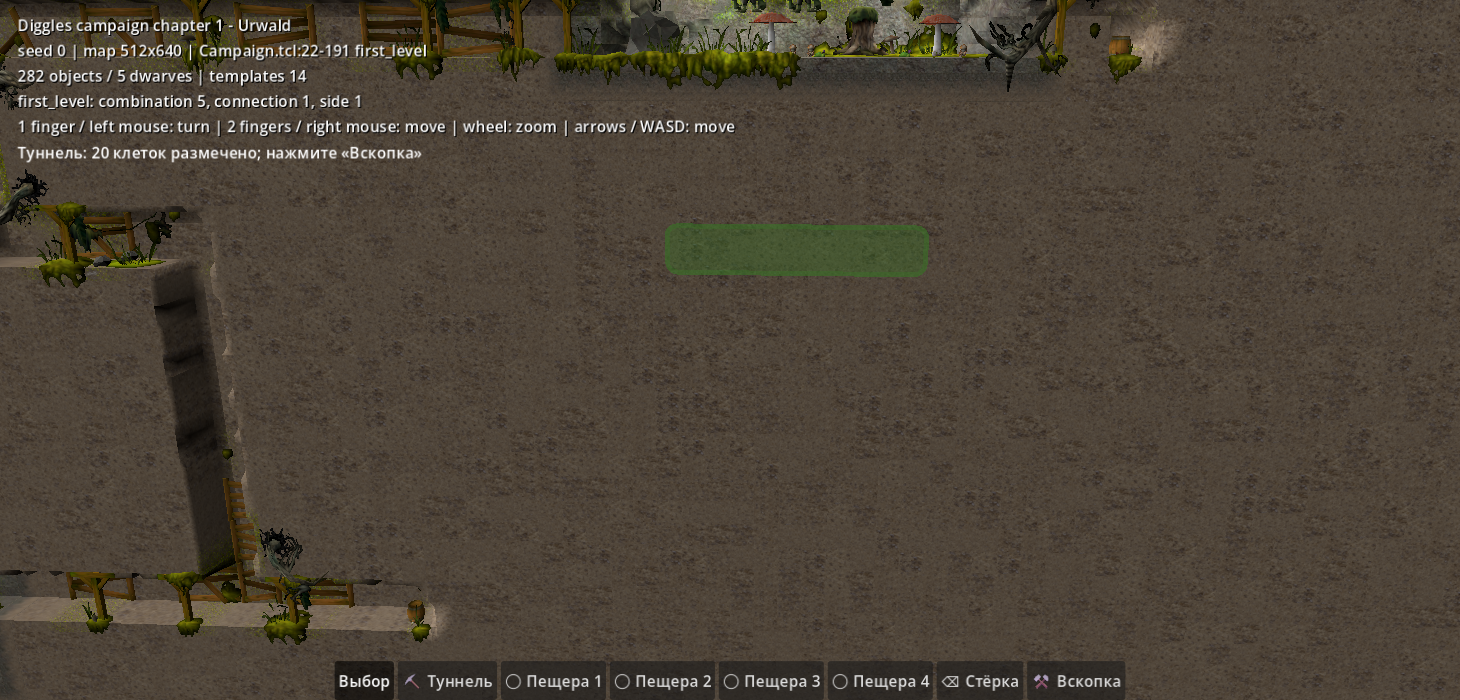 Diggles campaign chapter 1 - Urwald
seed 0 | map 512x640 | Campaign.tcl:22-191 first_level
282 objects / 5 dwarves | templates 14
first_level: combination 5, connection 1, side 1
1 finger / left mouse: turn | 2 fingers / right mouse: move | wheel: zoom | arrows / WASD: move
Туннель: 20 клеток размечено; нажмите «Вскопка»
Выбор Туннель Пещера 1 Пещера 2 Пещера 3 Пещера 4 Стёрка Вскопка